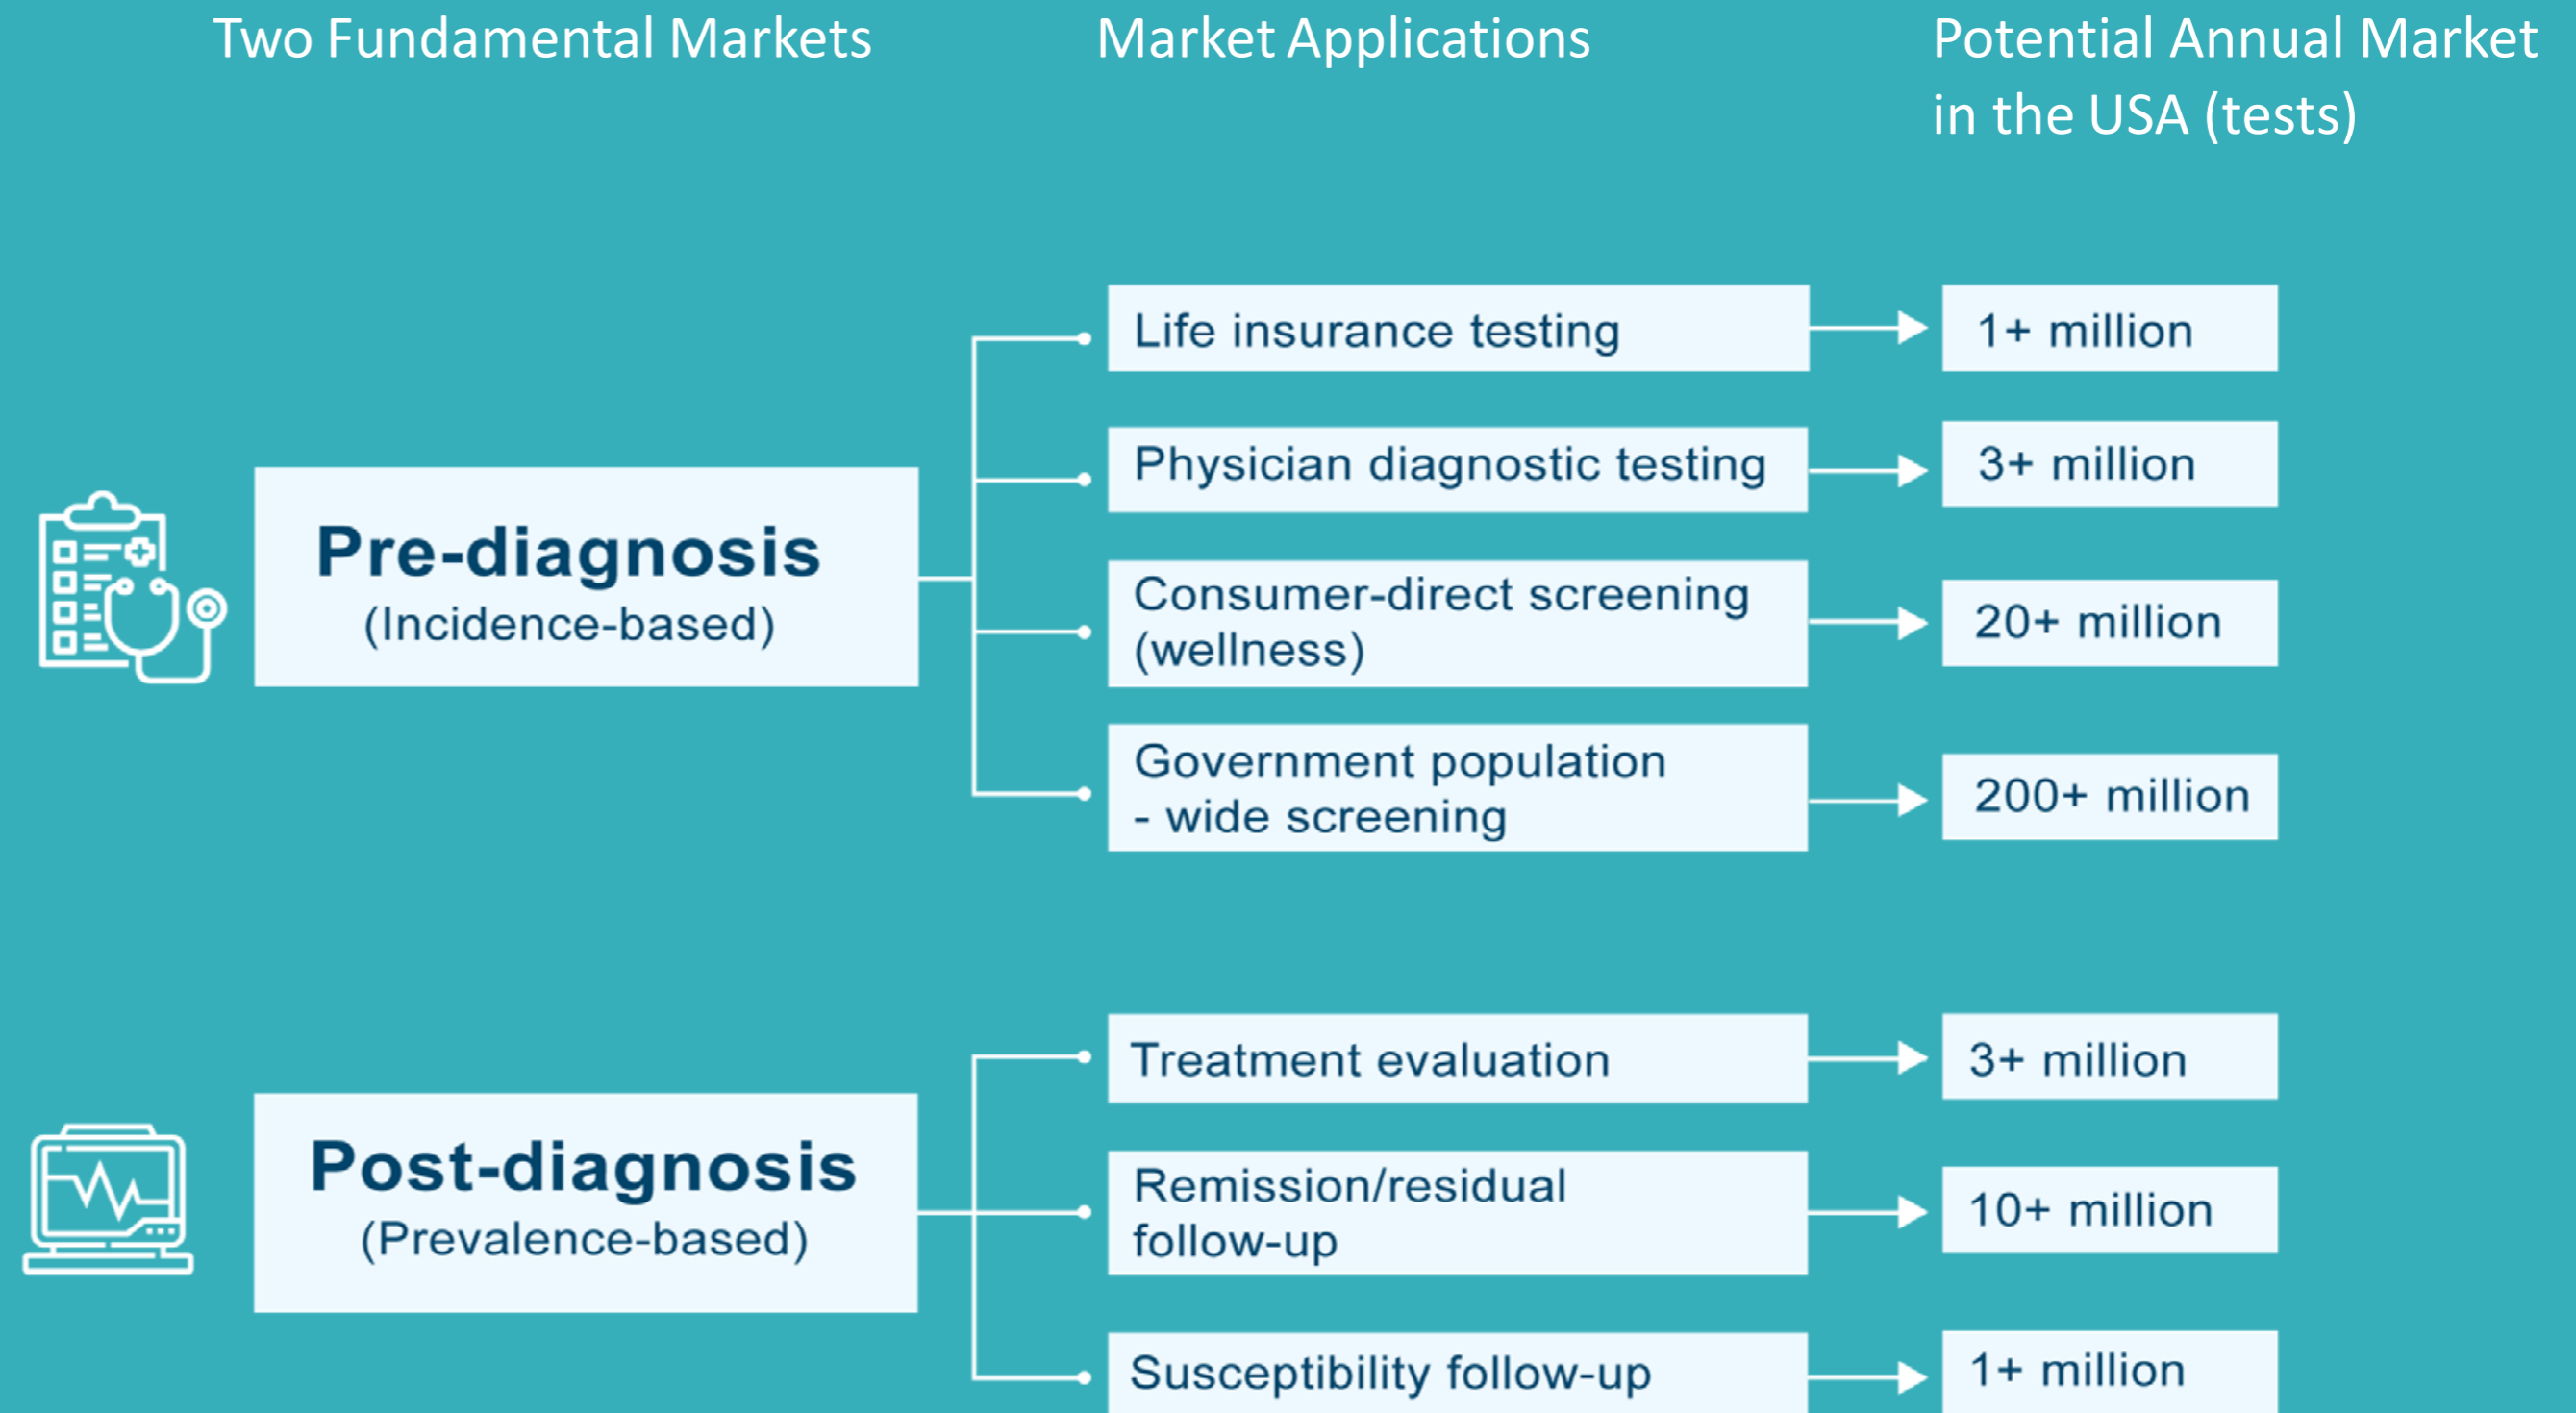 Two Fundamental Markets
Market Applications
Potential Annual Market
in the USA (tests)
Pre-diagnosis
(Incidence-based)
Life insurance testing
1+ million
Physician diagnostic testing
3+ million
Consumer-direct screening
(wellness)
20+ million
Government population
- wide screening
200+ million
Post-diagnosis
(Prevalence-based)
Treatment evaluation
3+ million
Remission/residual
follow-up
10+ million
Susceptibility follow-up
1+ million